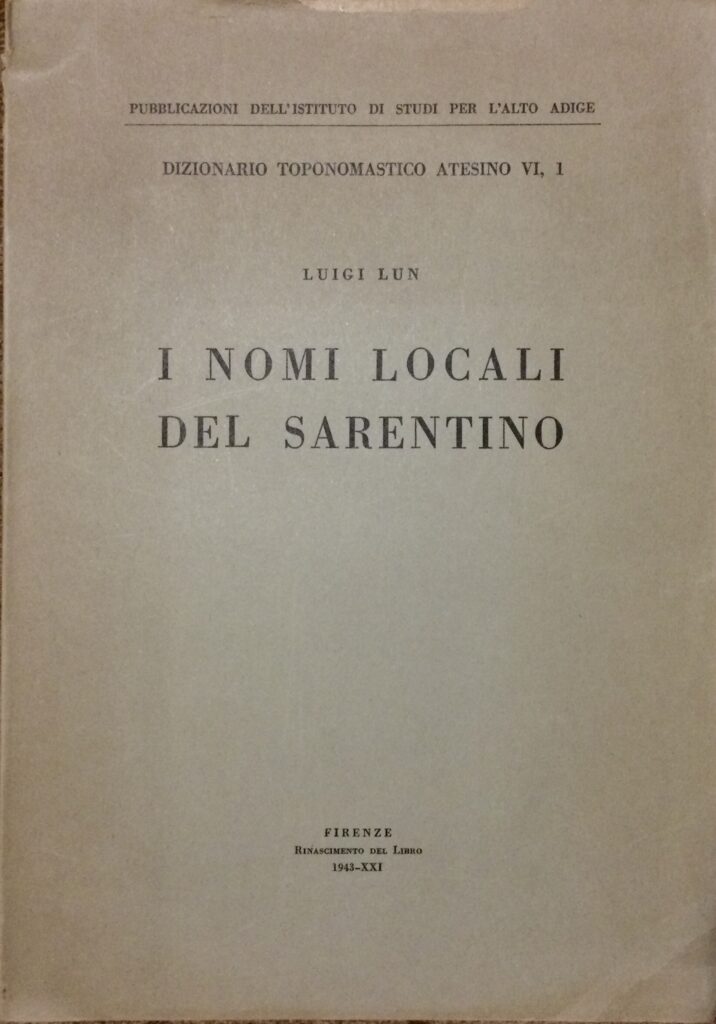 PUBBLICAZIONI DELL'ISTITUTO DI STUDI PER L'ALTO ADIGE
DIZIONARIO TOPONOMASTICO ATESINO VI, 1
LUIGI LUN
I NOMI LOCALI
DEL SARENTINO
FIRENZE
RINASCIMENTO DEL LIBRO
1943-XXI